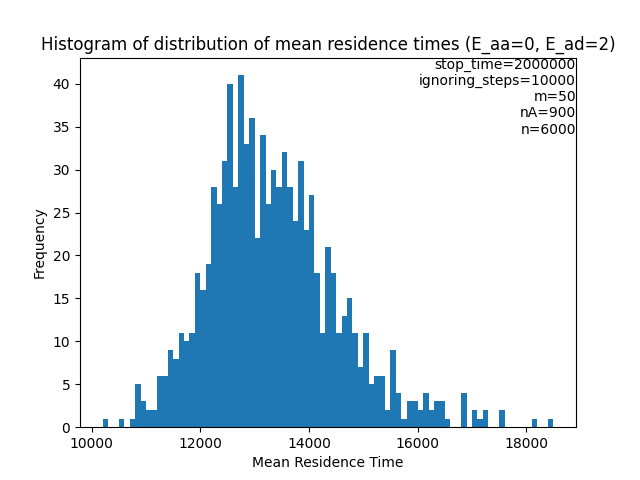 Histogram of distribution of mean residence times (E_aa=0, E_ad=2)
stop_time=2000000
ignoring_steps=10000
m=50
nA=900
n=6000
40
35
30
25
20
15
10
5
0
Frequency
10000 12000 14000 16000 18000
Mean Residence Time